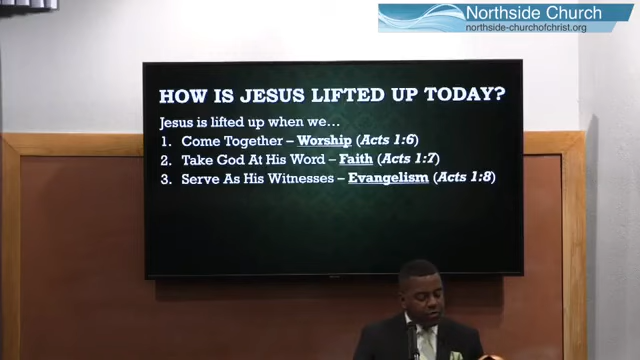 Northside Church
northside-churchofchrist.org
HOW IS JESUS LIFTED UP TODAY?
Jesus is lifted up when we...
1. Come Together – Worship (Acts 1:6)
2. Take God At His Word – Faith (Acts 1:7)
3. Serve As His Witnesses – Evangelism (Acts 1:8)